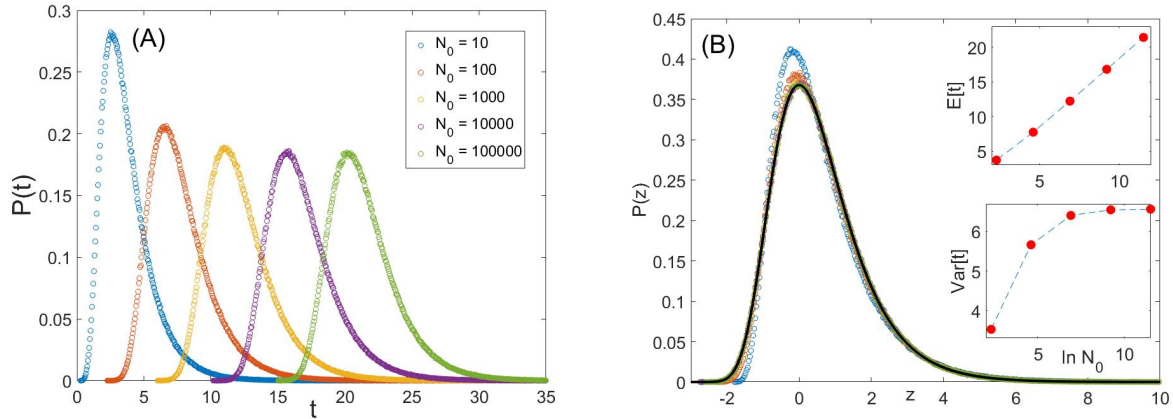 (A)
0.3
0.25
0.2
0.15
0.1
0.05
0
P(t)
N0 = 10
N0 = 100
N0 = 1000
N0 = 10000
N0 = 100000
0 5 10 15 20 25 30 35
t
(B)
0.45
0.4
0.35
0.3
0.25
0.2
0.15
0.1
0.05
0
P(z)
-2 0 2 4 6 8 10
z
20
15
10
5
E[t]
5 10
6
5
4
Var[t]
5 10
ln N0